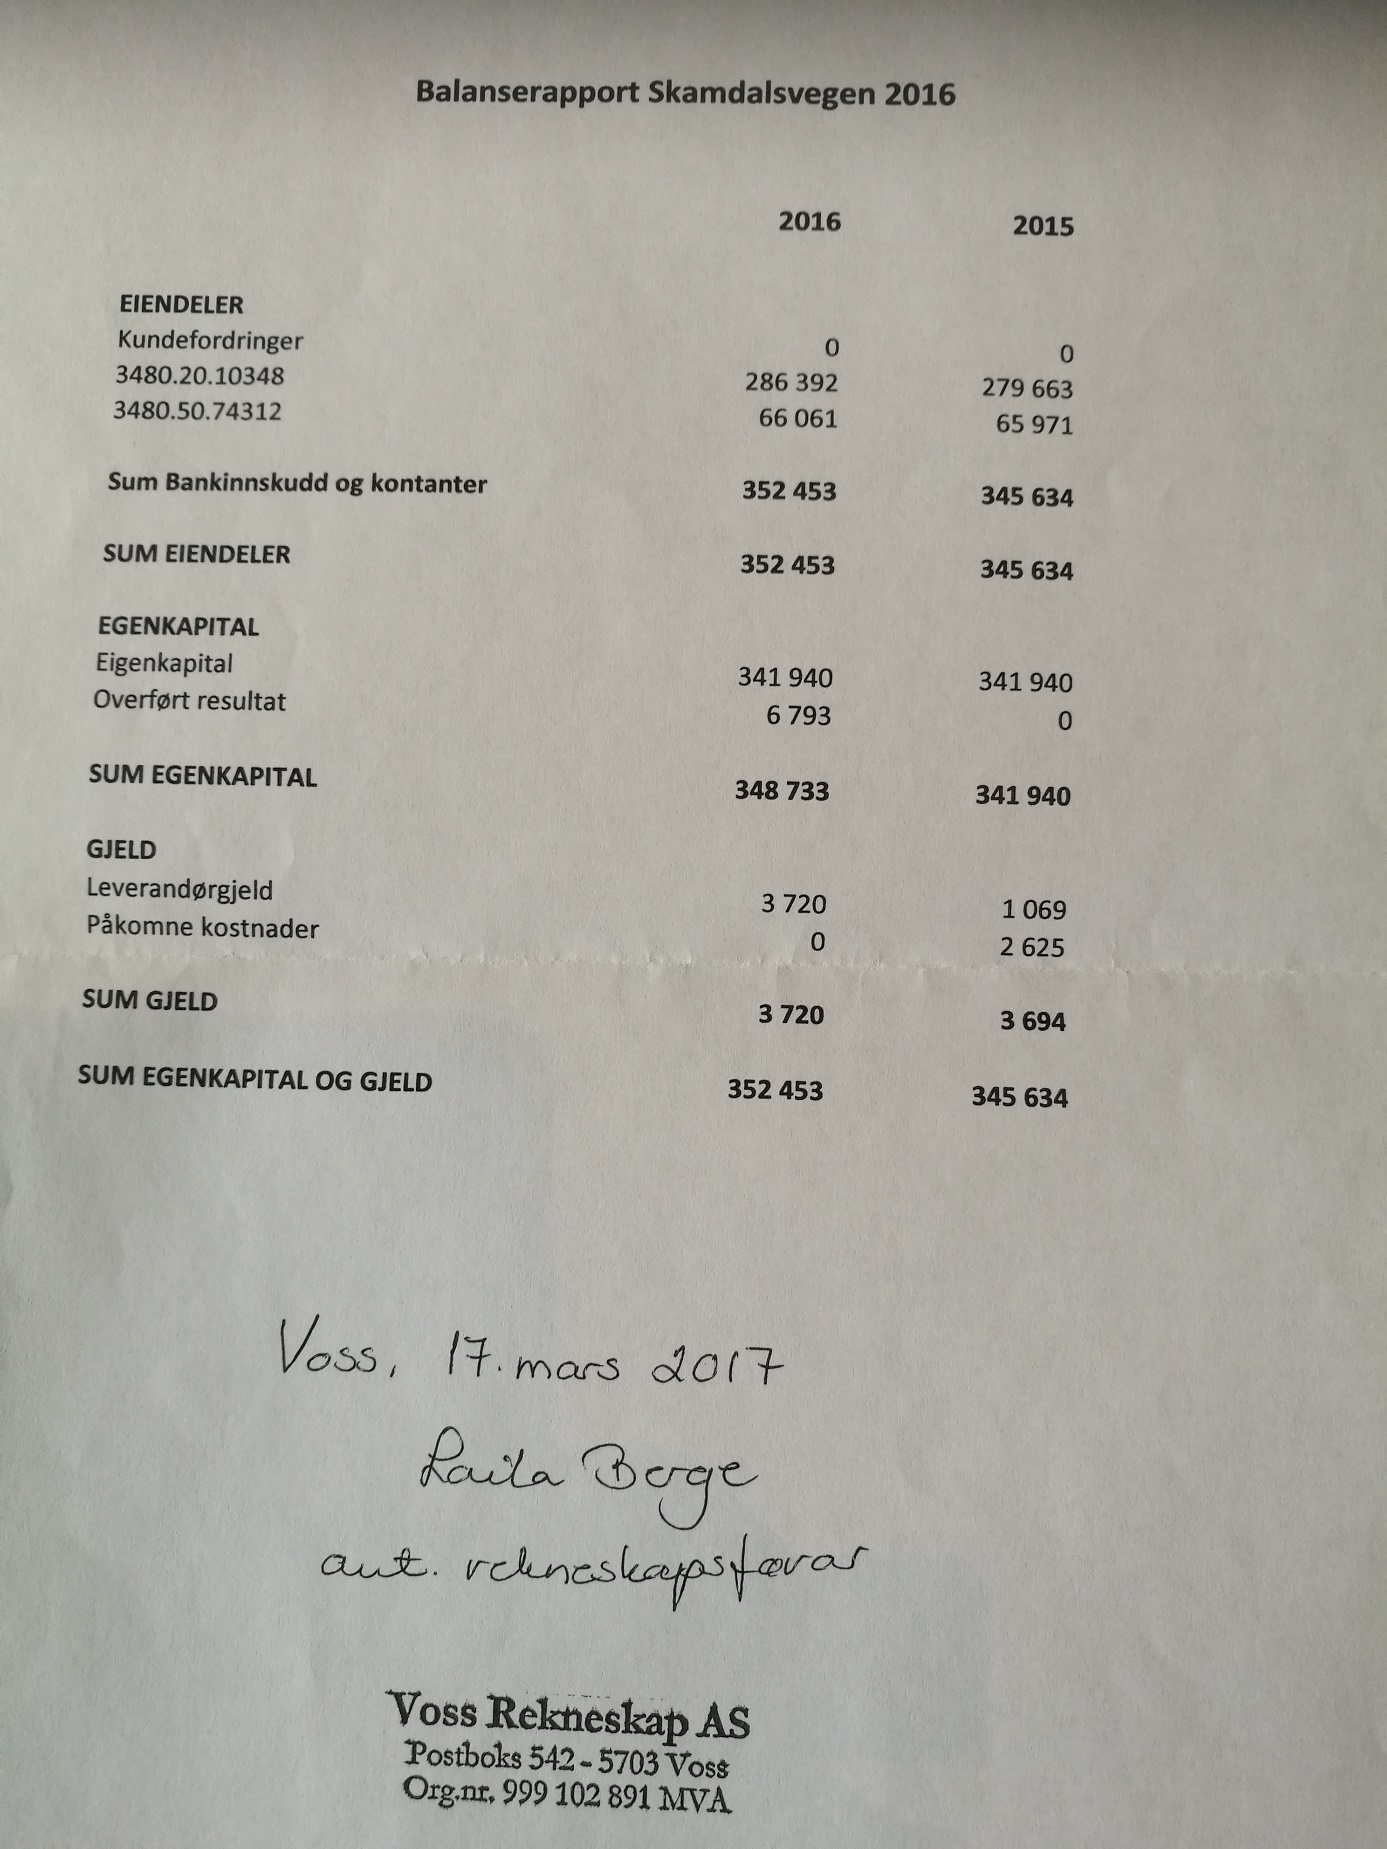 Balanserapport Skamdalsvegen 2016
2016 2015
EIENDELER
Kundefordringer 0 0
3480.20.10348 286 392 279 663
3480.50.74312 66 061 65 971
Sum Bankinnskudd og kontanter 352 453 345 634
SUM EIENDELER 352 453 345 634
EGENKAPITAL
Eigenkapital 341 940 341 940
Overført resultat 6 793 0
SUM EGENKAPITAL 348 733 341 940
GJELD
Leverandørgjeld 3 720 1 069
Påkomne kostnader 0 2 625
SUM GJELD 3 720 3 694
SUM EGENKAPITAL OG GJELD 352 453 345 634
Voss, 17. mars 2017
Laila Berge
aut. rekneskapsførar
Voss Rekneskap AS
Postboks 542 - 5703 Voss
Org.nr. 999 102 891 MVA